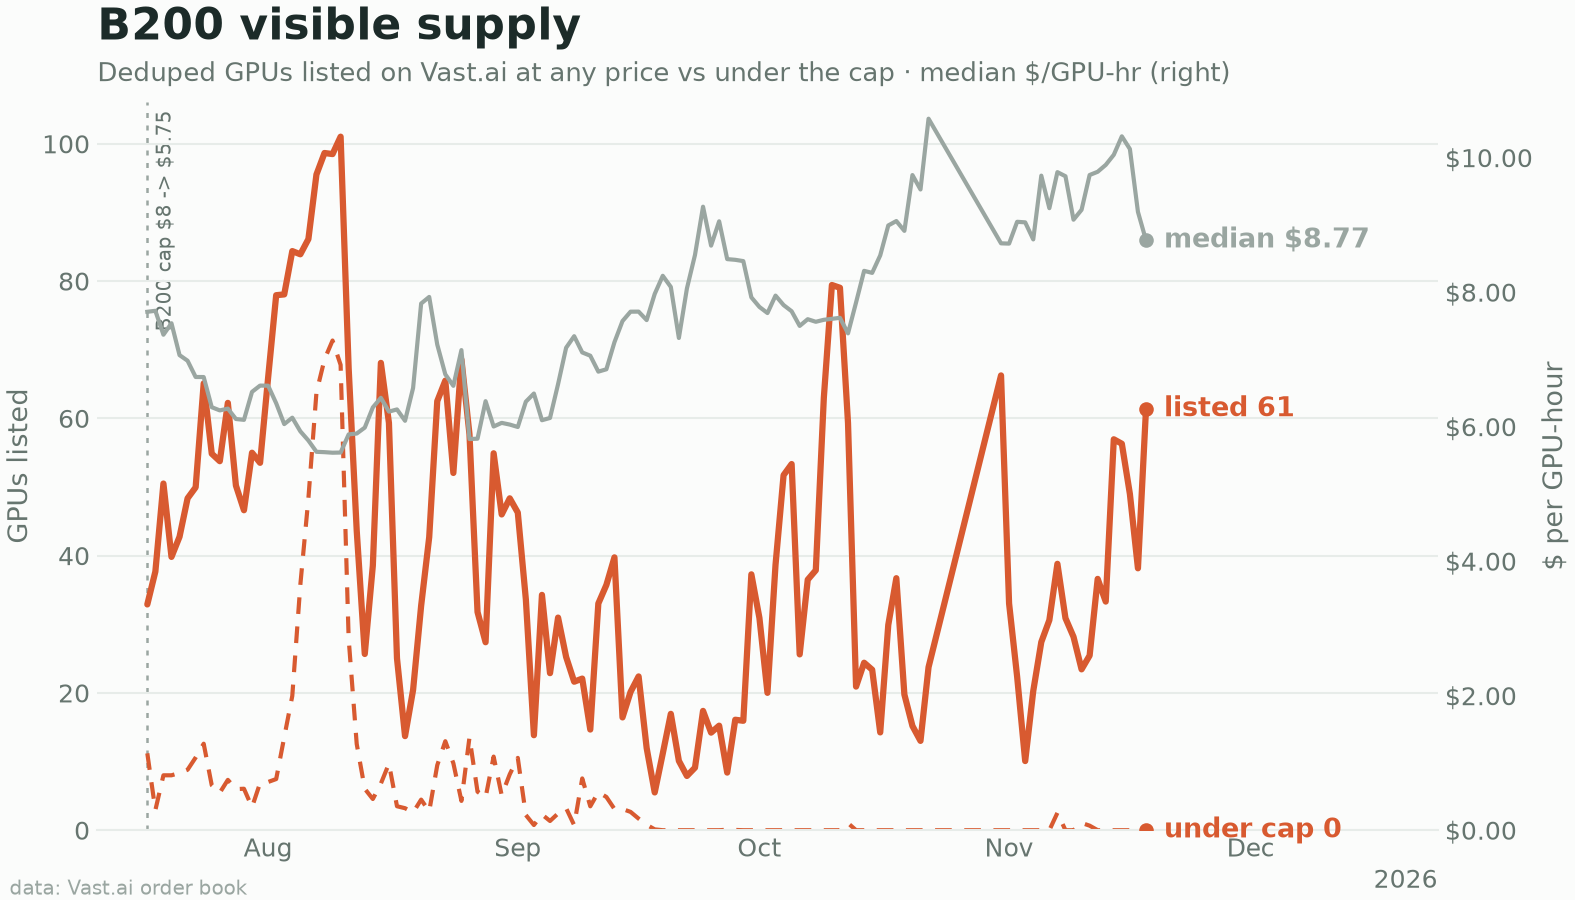 B200 visible supply
Deduped GPUs listed on Vast.ai at any price vs under the cap · median $/GPU-hr (right)
B200 cap $8 -> $5.75
GPUs listed
100
80
60
40
20
0
$10.00
$8.00
$6.00
$4.00
$2.00
$0.00
$ per GPU-hour
median $8.77
listed 61
under cap 0
Aug
Sep
Oct
Nov
Dec
2026
data: Vast.ai order book